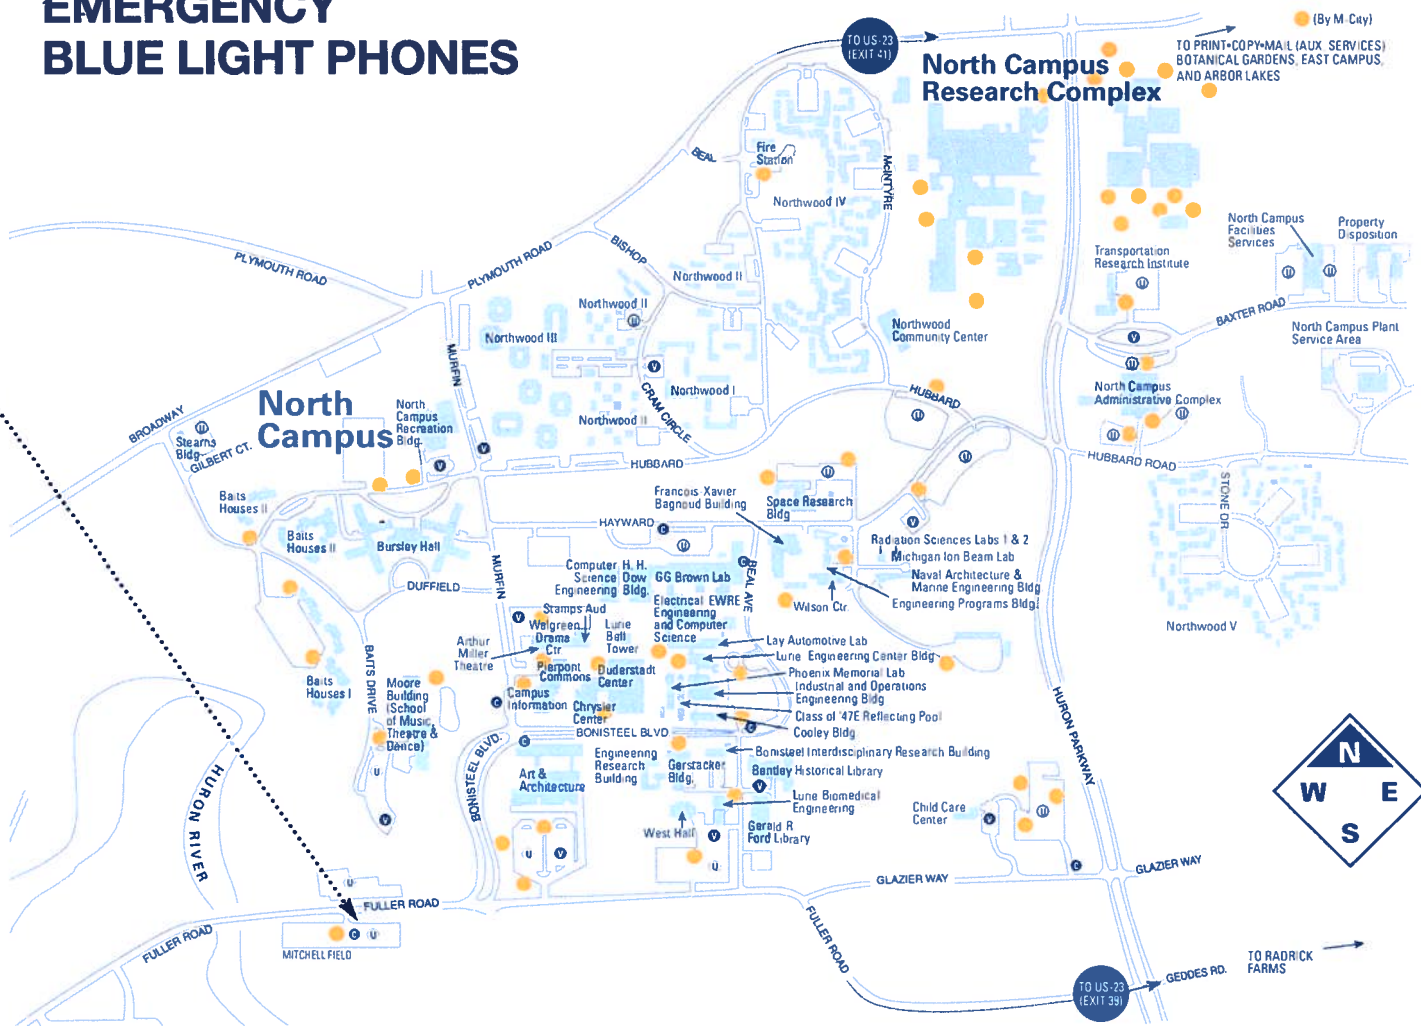 EMERGENCY
BLUE LIGHT PHONES
TO US-23
(EXIT 41)
(By M-City)
TO PRINT•COPY•MAIL (AUX SERVICES)
BOTANICAL GARDENS, EAST CAMPUS,
AND ARBOR LAKES
North Campus
Research Complex
BEAL
Fire
Station
McINTYRE
Northwood IV
North Campus
Facilities
Services
Property
Disposition
PLYMOUTH ROAD
PLYMOUTH ROAD
BISHOP
Northwood II
Transportation
Research Institute
Northwood II
Northwood III
Northwood
Community Center
BAXTER ROAD
North Campus Plant
Service Area
MURFIN
Northwood I
CRAM CIRCLE
Northwood II
HUBBARD
North Campus
Administrative Complex
North
Campus
North
Campus
Recreation
Bldg.
BROADWAY
Stearns
Bldg.
GILBERT CT.
HUBBARD
HUBBARD ROAD
STONE DR.
Baits
Houses II
Baits
Houses II
Bursley Hall
Francois-Xavier
Bagnoud Building
Space Research
Bldg
HAYWARD
Radiation Sciences Labs 1 & 2
Michigan Ion Beam Lab
Naval Architecture &
Marine Engineering Bldg
Engineering Programs Bldg.
Wilson Ctr.
MURFIN
DUFFIELD
Computer
Science
Engineering
H. H.
Dow
Bldg.
GG Brown Lab
BEAL AVE
Electrical
Engineering
and Computer
Science
EWRE
Stamps Aud
Walgreen
Drama
Ctr
Lurie
Bell
Tower
Arthur
Miller
Theatre
Pierpont
Commons
Duderstadt
Center
Lay Automotive Lab
Lurie Engineering Center Bldg
Phoenix Memorial Lab
Industrial and Operations
Engineering Bldg
Class of '47E Reflecting Pool
Cooley Bldg
Northwood V
BAITS DRIVE
Baits
Houses I
Moore
Building
(School
of Music,
Theatre &
Dance)
Campus
Information
Chrysler
Center
BONISTEEL BLVD
BONISTEEL BLVD.
Engineering
Research
Building
Gerstacker
Bldg.
Bonisteel Interdisciplinary Research Building
Bentley Historical Library
Art &
Architecture
Lurie Biomedical
Engineering
West Hall
Gerald R
Ford Library
Child Care
Center
HURON PARKWAY
HURON RIVER
N
W E
S
GLAZIER WAY
GLAZIER WAY
FULLER ROAD
FULLER ROAD
MITCHELL FIELD
FULLER ROAD
TO US-23
(EXIT 39)
GEDDES RD.
TO RADRICK
FARMS